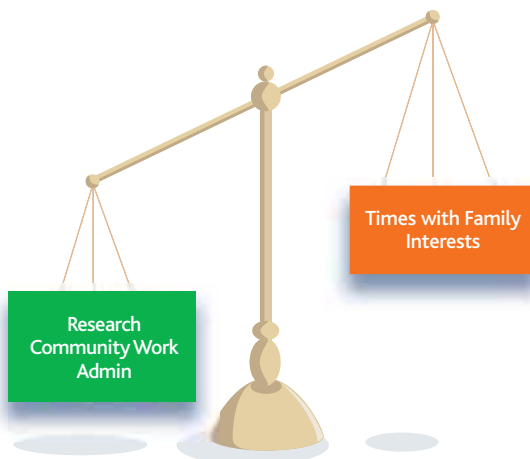 Times with Family
Interests
Research
Community Work
Admin